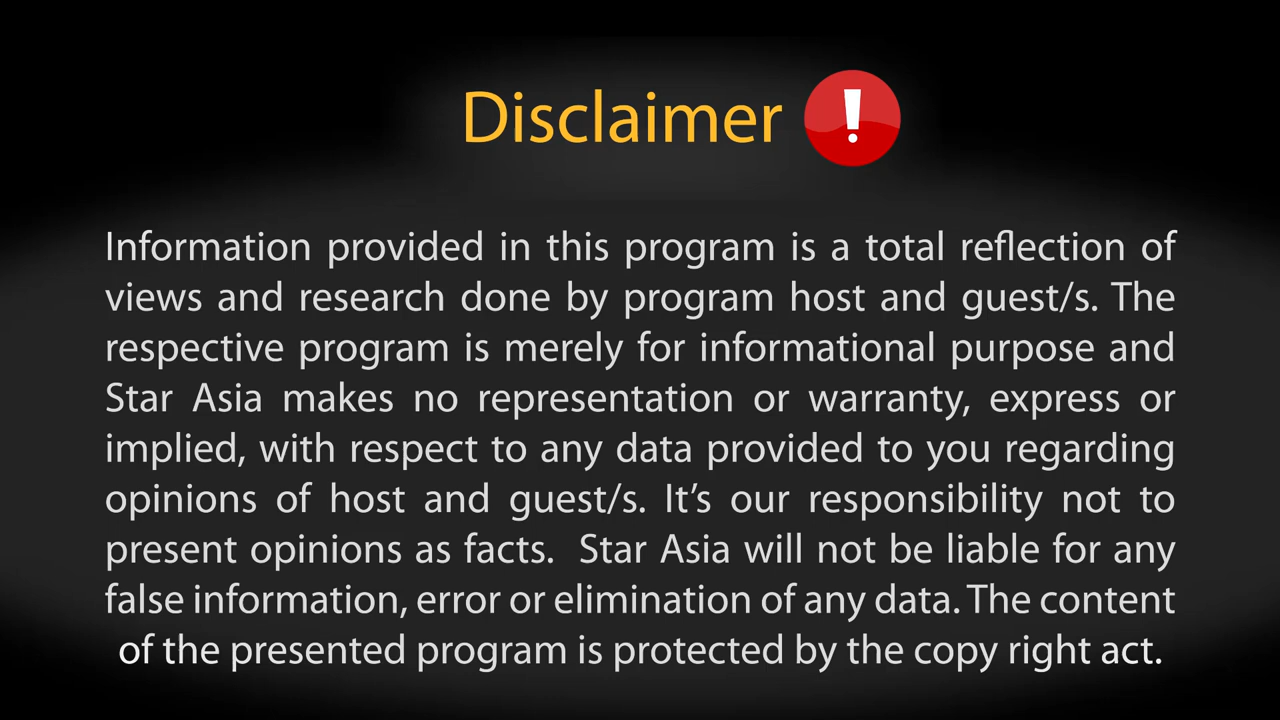 Disclaimer !
Information provided in this program is a total reflection of
views and research done by program host and guest/s. The
respective program is merely for informational purpose and
Star Asia makes no representation or warranty, express or
implied, with respect to any data provided to you regarding
opinions of host and guest/s. It’s our responsibility not to
present opinions as facts.  Star Asia will not be liable for any
false information, error or elimination of any data. The content
of the presented program is protected by the copy right act.